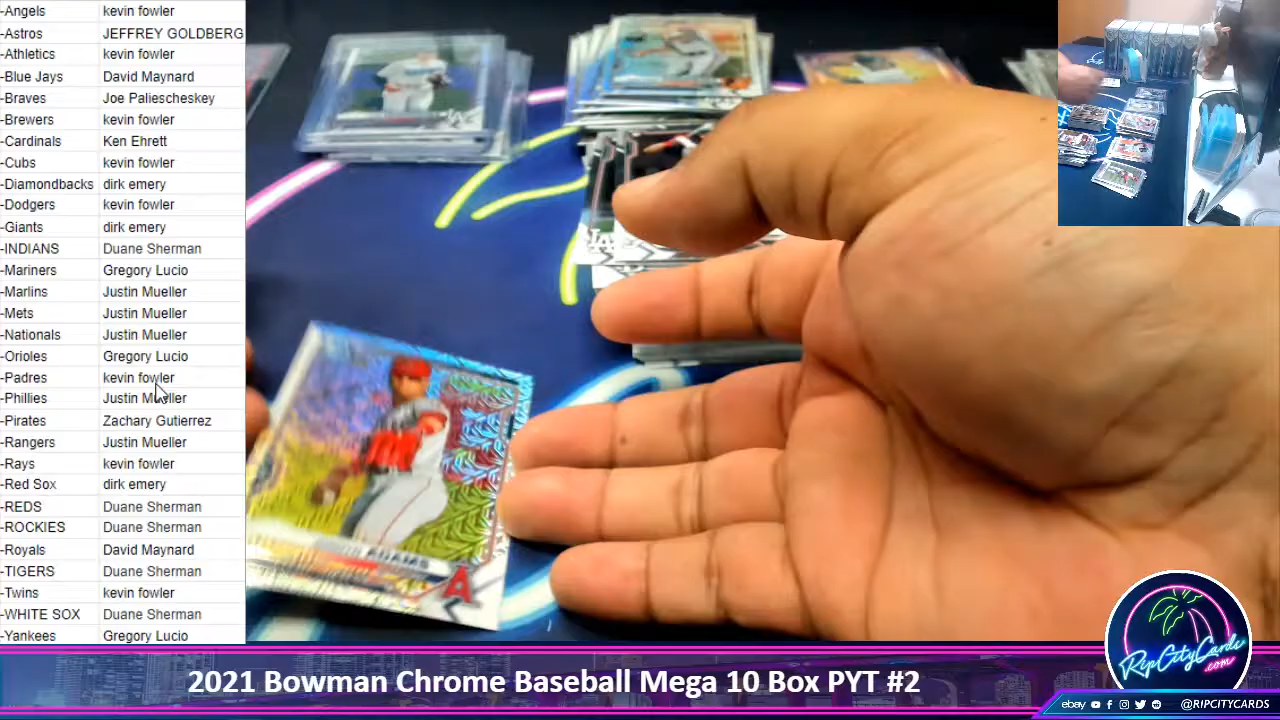 -Angels kevin fowler
-Astros JEFFREY GOLDBERG
-Athletics kevin fowler
-Blue Jays David Maynard
-Braves Joe Paliescheskey
-Brewers kevin fowler
-Cardinals Ken Ehrett
-Cubs kevin fowler
-Diamondbacks dirk emery
-Dodgers kevin fowler
-Giants dirk emery
-INDIANS Duane Sherman
-Mariners Gregory Lucio
-Marlins Justin Mueller
-Mets Justin Mueller
-Nationals Justin Mueller
-Orioles Gregory Lucio
-Padres kevin fowler
-Phillies Justin Mueller
-Pirates Zachary Gutierrez
-Rangers Justin Mueller
-Rays kevin fowler
-Red Sox dirk emery
-REDS Duane Sherman
-ROCKIES Duane Sherman
-Royals David Maynard
-TIGERS Duane Sherman
-Twins kevin fowler
-WHITE SOX Duane Sherman
-Yankees Gregory Lucio
ADAMS
A
2021 Bowman Chrome Baseball Mega 10 Box PYT #2
RipCityCards
.com
ebay @RIPCITYCARDS